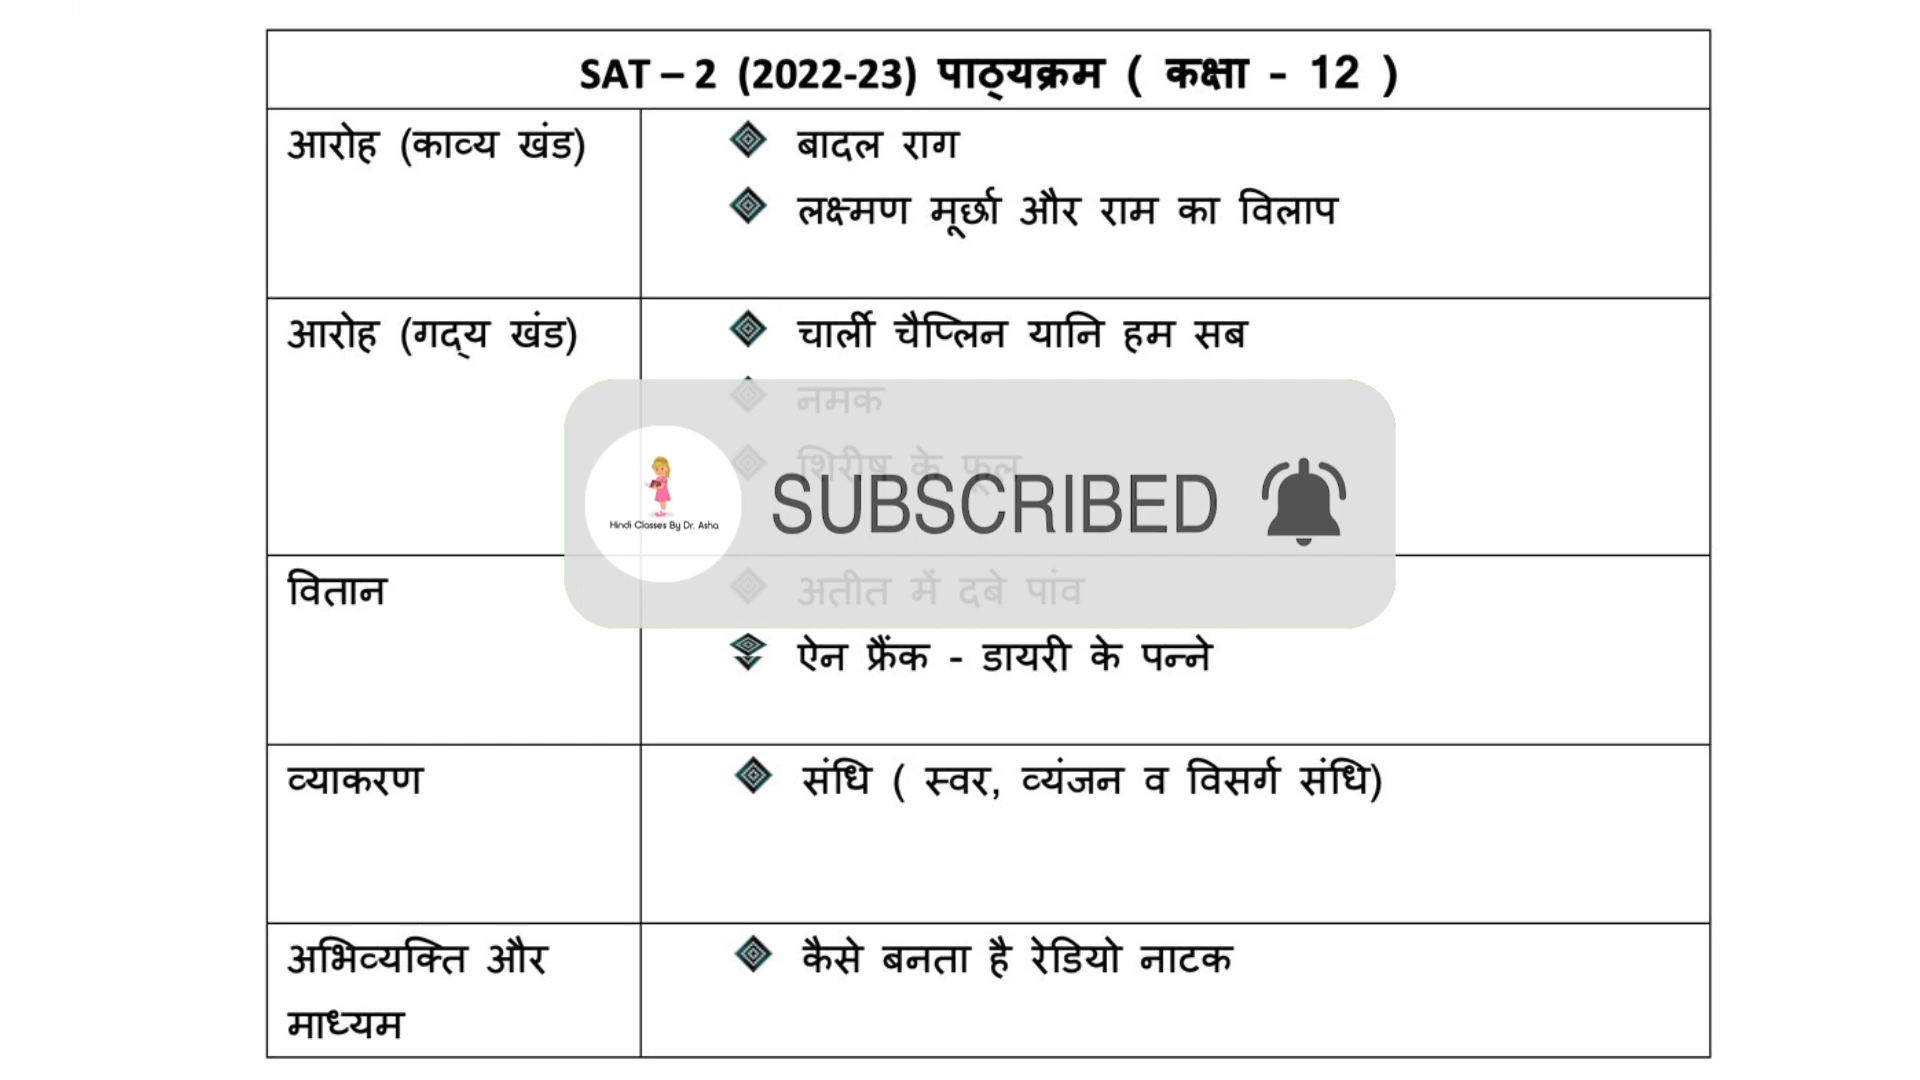 SAT – 2 (2022-23) पाठ्यक्रम ( कक्षा - 12 )
आरोह (काव्य खंड)
बादल राग
लक्ष्मण मूर्छा और राम का विलाप
आरोह (गद्य खंड)
चार्ली चैप्लिन यानि हम सब
नमक
शिरीष के फूल
Hindi Classes By Dr. Asha
SUBSCRIBED
वितान
अतीत में दबे पांव
ऐन फ्रैंक - डायरी के पन्ने
व्याकरण
संधि ( स्वर, व्यंजन व विसर्ग संधि)
अभिव्यक्ति और
माध्यम
कैसे बनता है रेडियो नाटक